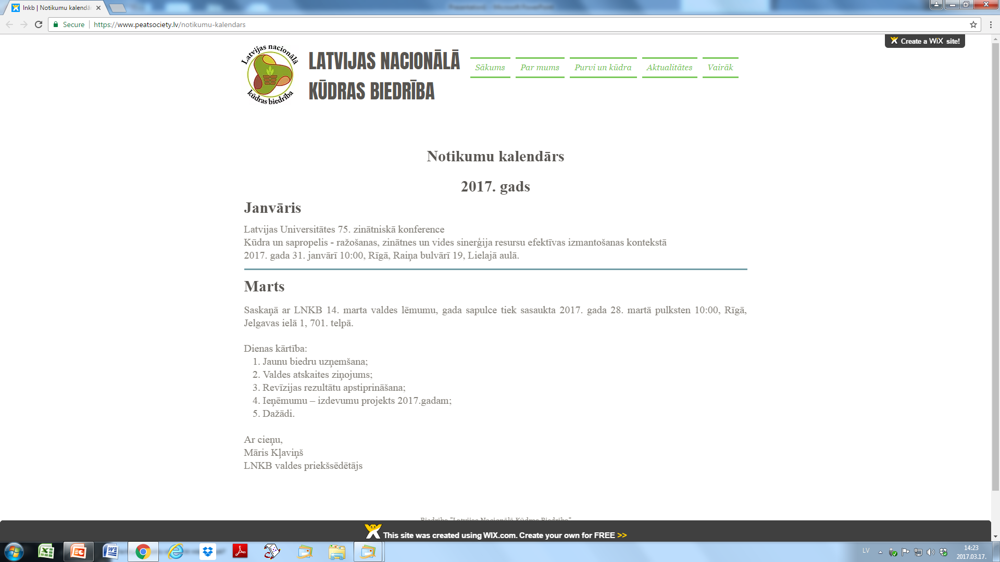 lnkb | Notikumu kalendā
Secure | https://www.peatsociety.lv/notikumu-kalendars
Create a WiX site!
Latvijas nacionālā
kūdras biedrība
LATVIJAS NACIONĀLĀ
KŪDRAS BIEDRĪBA
Sākums Par mums Purvi un kūdra Aktualitātes Vairāk
Notikumu kalendārs
2017. gads
Janvāris
Latvijas Universitātes 75. zinātniskā konference
Kūdra un sapropelis - ražošanas, zinātnes un vides sinerģija resursu efektīvas izmantošanas kontekstā
2017. gada 31. janvārī 10:00, Rīgā, Raiņa bulvārī 19, Lielajā aulā.
Marts
Saskaņā ar LNKB 14. marta valdes lēmumu, gada sapulce tiek sasaukta 2017. gada 28. martā pulksten 10:00, Rīgā,
Jelgavas ielā 1, 701. telpā.
Dienas kārtība:
1. Jaunu biedru uzņemšana;
2. Valdes atskaites ziņojums;
3. Revīzijas rezultātu apstiprināšana;
4. Ieņēmumu – izdevumu projekts 2017.gadam;
5. Dažādi.
Ar cieņu,
Māris Kļaviņš
LNKB valdes priekšsēdētājs
Biedrība "Latvijas Nacionālā Kūdras Biedrība"
This site was created using WIX.com. Create your own for FREE >>
LV
14:23
2017.03.17.